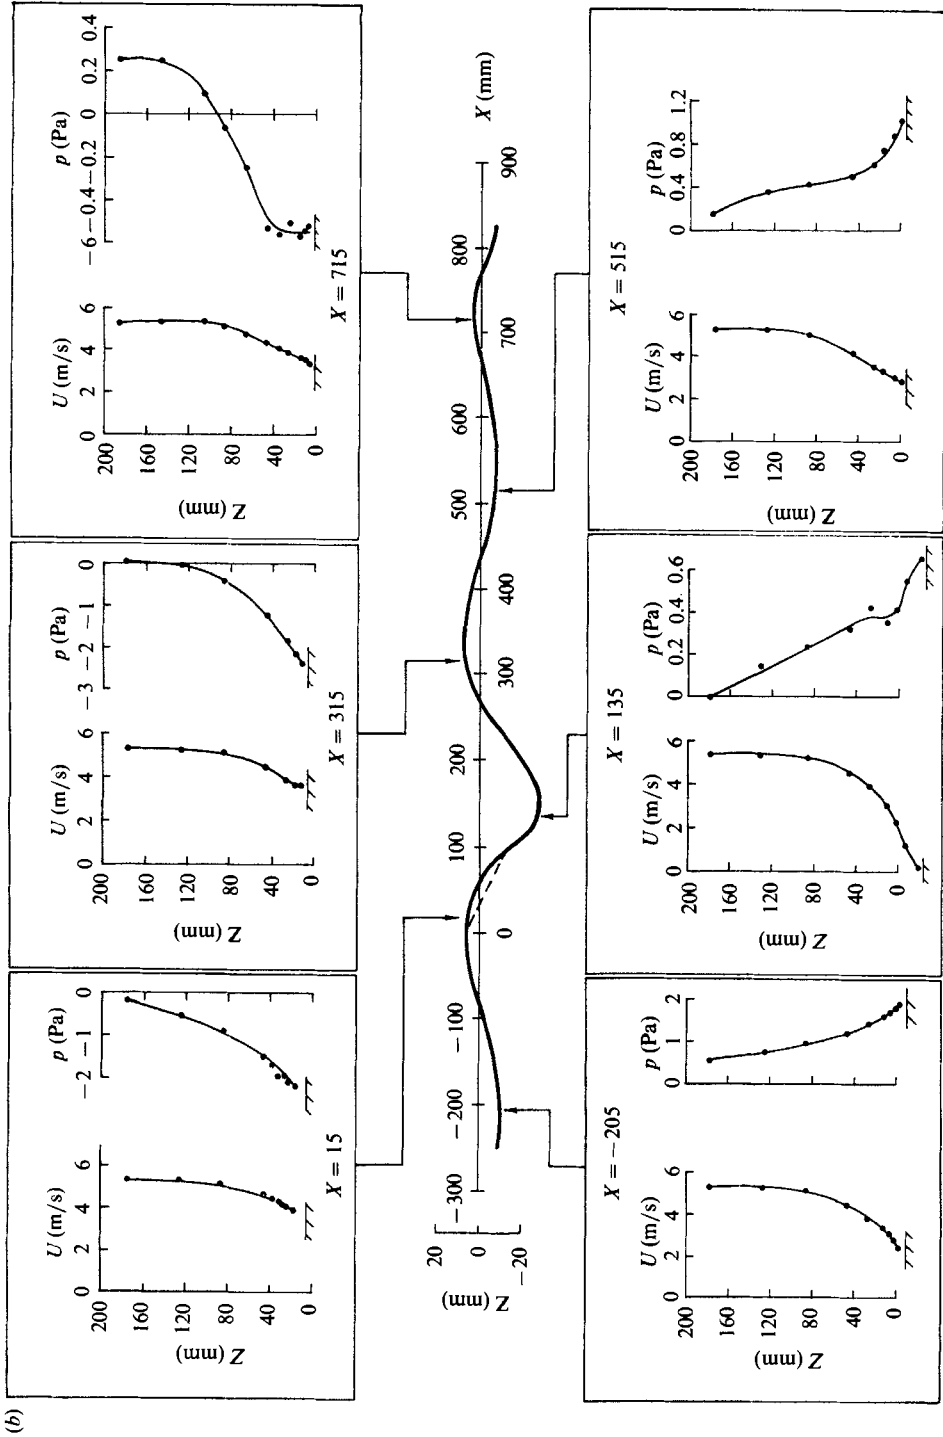 (b)
U (m/s)
0 2 4 6
p (Pa)
−2 −1 0
Z (mm)
200
160
120
80
40
0
X = 15
U (m/s)
0 2 4 6
p (Pa)
−3 −2 −1 0
Z (mm)
200
160
120
80
40
0
X = 315
U (m/s)
0 2 4 6
p (Pa)
−6 −0.4 −0.2 0 0.2 0.4
Z (mm)
200
160
120
80
40
0
X = 715
Z (mm)
20
0
−20
−300 −200 −100 0 100 200 300 400 500 600 700 800 900
X (mm)
X = −205
U (m/s)
0 2 4 6
p (Pa)
0 1 2
Z (mm)
200
160
120
80
40
0
X = 135
U (m/s)
0 2 4 6
p (Pa)
0 0.2 0.4 0.6
Z (mm)
200
160
120
80
40
0
X = 515
U (m/s)
0 2 4 6
p (Pa)
0 0.4 0.8 1.2
Z (mm)
200
160
120
80
40
0